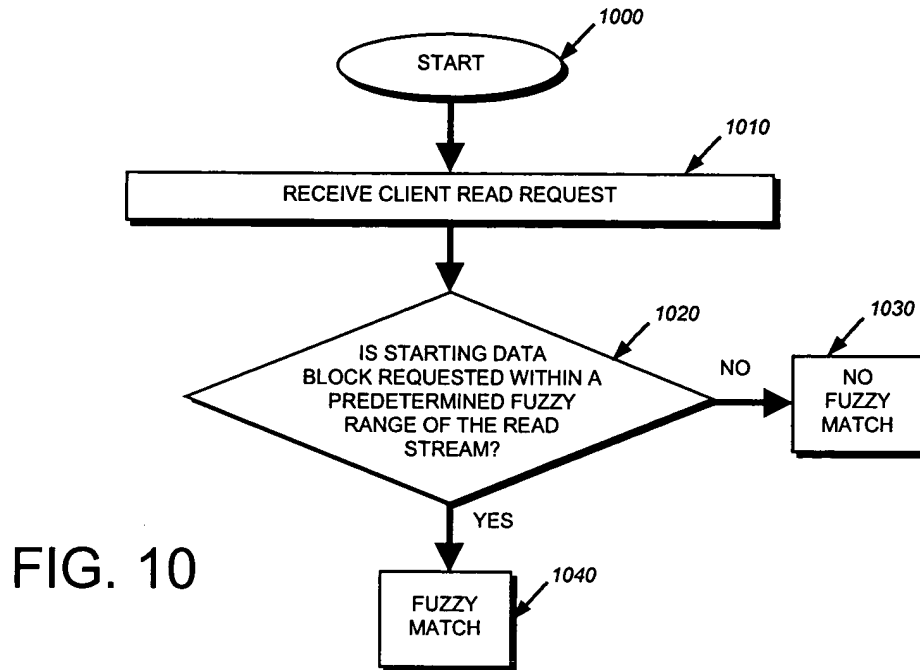 1000
START
1010
RECEIVE CLIENT READ REQUEST
1020
IS STARTING DATA
BLOCK REQUESTED WITHIN A
PREDETERMINED FUZZY
RANGE OF THE READ
STREAM?
NO
1030
NO
FUZZY
MATCH
YES
FIG. 10
1040
FUZZY
MATCH